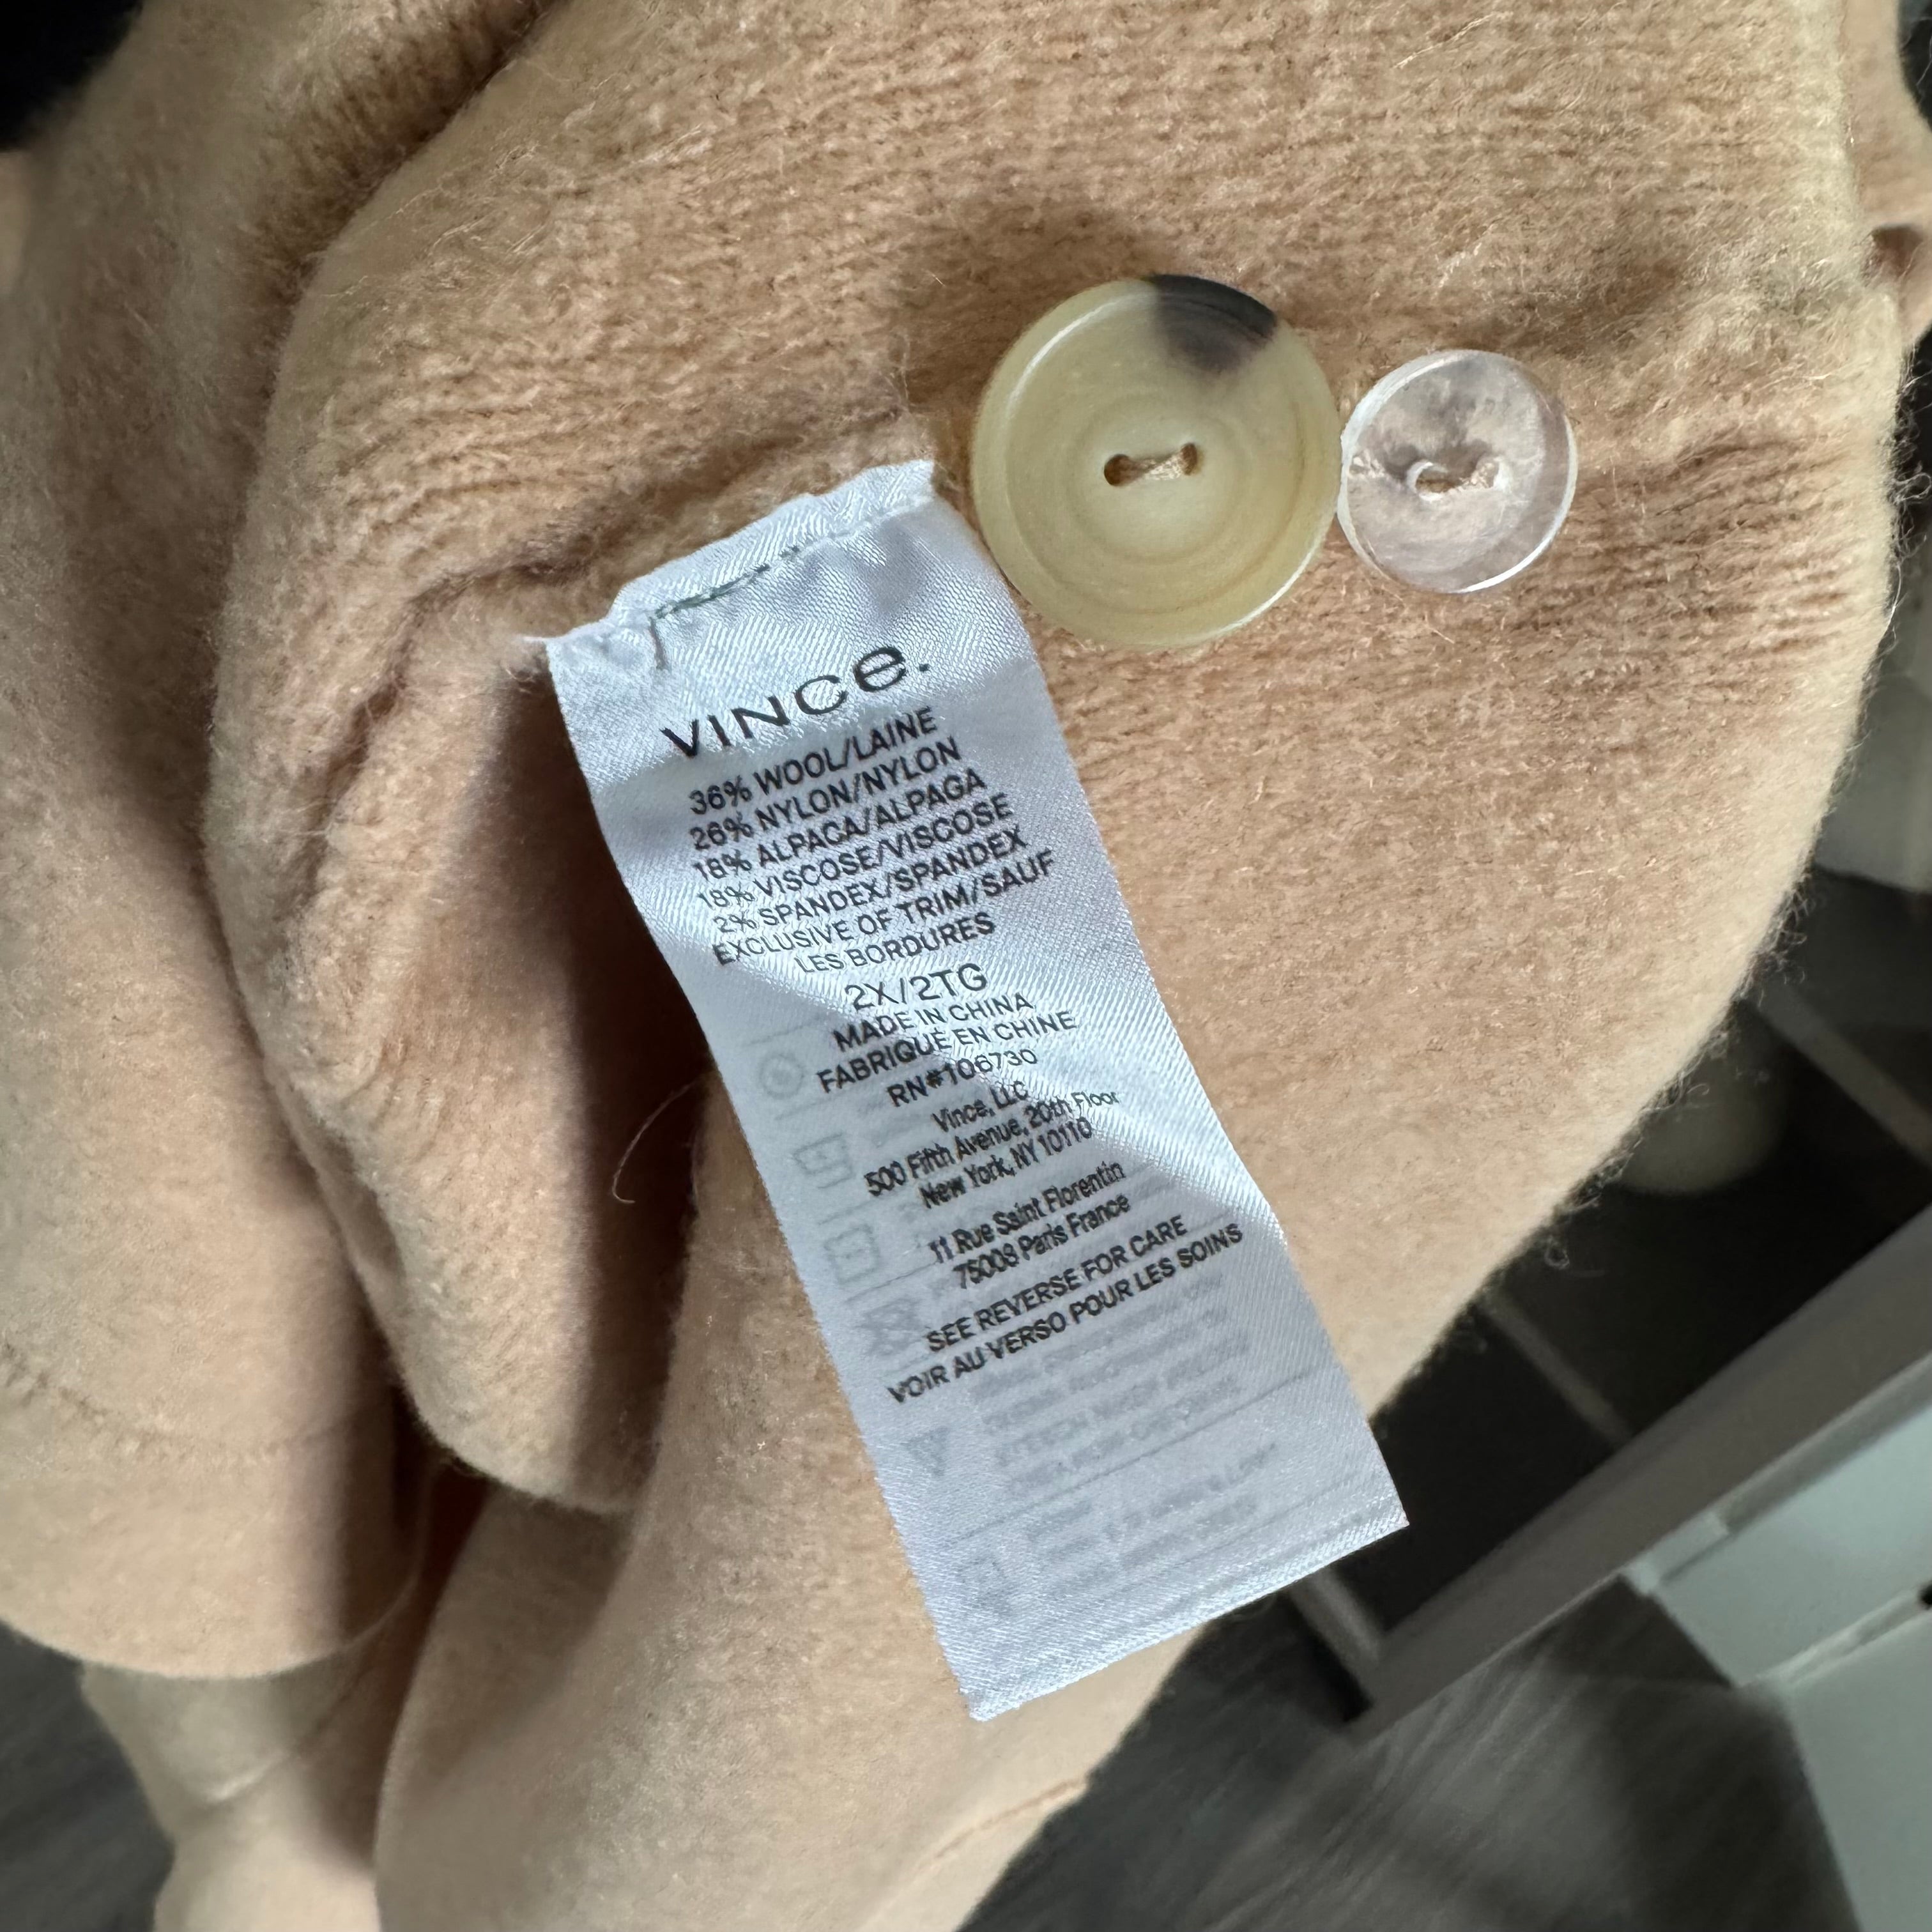 VINCe.
36% WOOL/LAINE
26% NYLON/NYLON
18% ALPACA/ALPAGA
18% VISCOSE/VISCOSE
2% SPANDEX/SPANDEX
EXCLUSIVE OF TRIM/SAUF
LES BORDURES
2X/2TG
MADE IN CHINA
FABRIQUÉ EN CHINE
RN#106730
Vince, LLC
500 Fifth Avenue, 20th Floor
New York, NY 10110
11 Rue Saint Florentin
75008 Paris France
SEE REVERSE FOR CARE
VOIR AU VERSO POUR LES SOINS